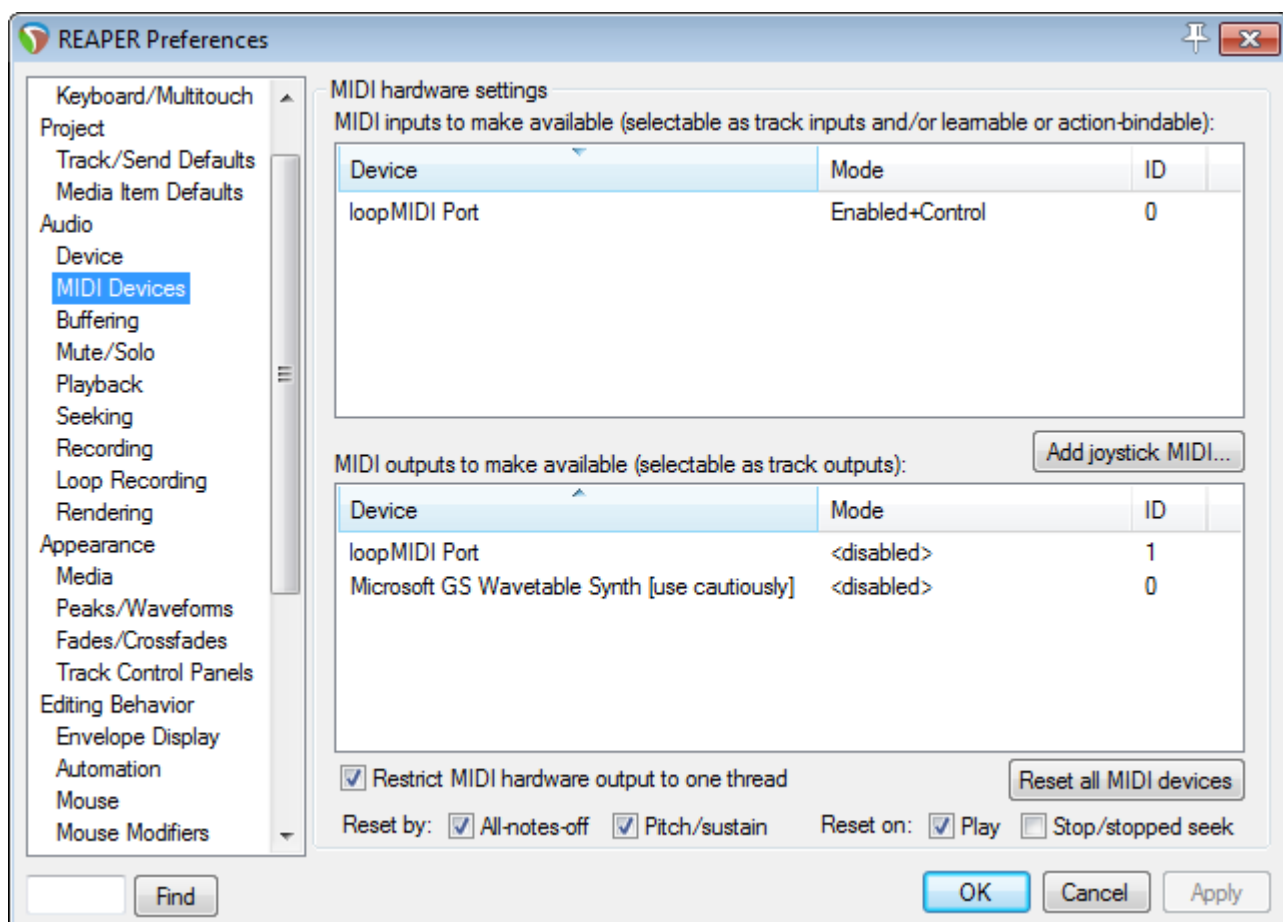 REAPER Preferences
Keyboard/Multitouch
Project
Track/Send Defaults
Media Item Defaults
Audio
Device
MIDI Devices
Buffering
Mute/Solo
Playback
Seeking
Recording
Loop Recording
Rendering
Appearance
Media
Peaks/Waveforms
Fades/Crossfades
Track Control Panels
Editing Behavior
Envelope Display
Automation
Mouse
Mouse Modifiers
Find
MIDI hardware settings
MIDI inputs to make available (selectable as track inputs and/or learnable or action-bindable):
Device Mode ID
loopMIDI Port Enabled+Control 0
Add joystick MIDI...
MIDI outputs to make available (selectable as track outputs):
Device Mode ID
loopMIDI Port <disabled> 1
Microsoft GS Wavetable Synth [use cautiously] <disabled> 0
Restrict MIDI hardware output to one thread
Reset all MIDI devices
Reset by: All-notes-off Pitch/sustain Reset on: Play Stop/stopped seek
OK Cancel Apply